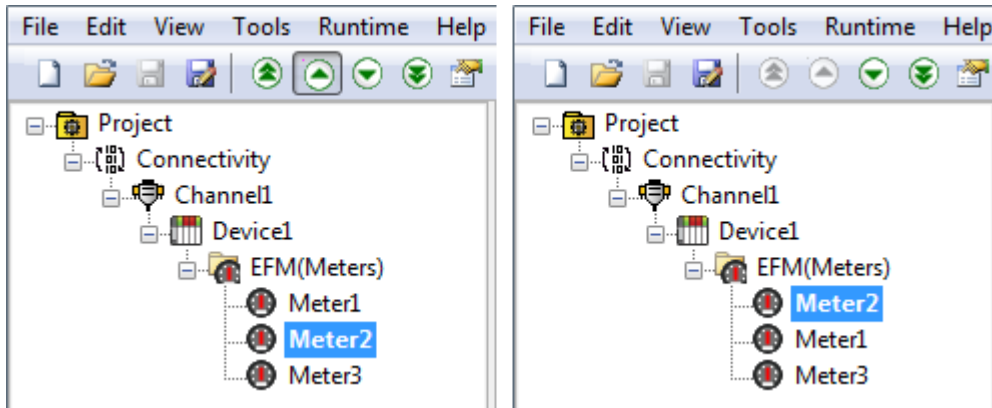 File Edit View Tools Runtime Help
Project
Connectivity
Channel1
Device1
EFM(Meters)
Meter1
Meter2
Meter3
File Edit View Tools Runtime Help
Project
Connectivity
Channel1
Device1
EFM(Meters)
Meter2
Meter1
Meter3